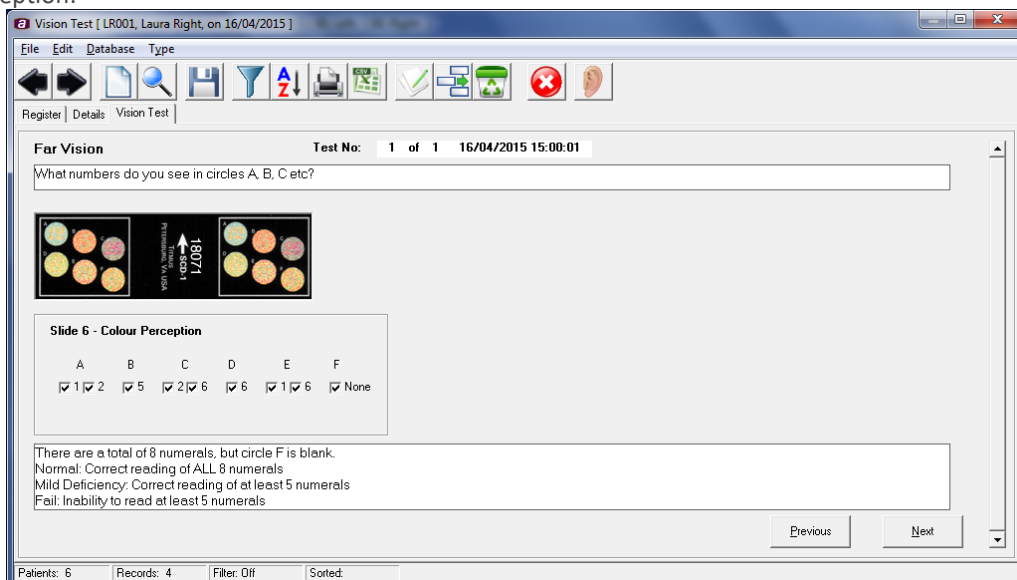 eption.
Vision Test [ LR001, Laura Right, on 16/04/2015 ]
File Edit Database Type
A
Z
CSV
Register Details Vision Test
Far Vision Test No: 1 of 1 16/04/2015 15:00:01
What numbers do you see in circles A, B, C etc?
18071
SCD-1
TITMUS
PETERSBURG, VA USA
Slide 6 - Colour Perception
A B C D E F
1 2 5 2 6 6 1 6 None
There are a total of 8 numerals, but circle F is blank.
Normal: Correct reading of ALL 8 numerals
Mild Deficiency: Correct reading of at least 5 numerals
Fail: Inability to read at least 5 numerals
Previous Next
Patients: 6 Records: 4 Filter: Off Sorted: